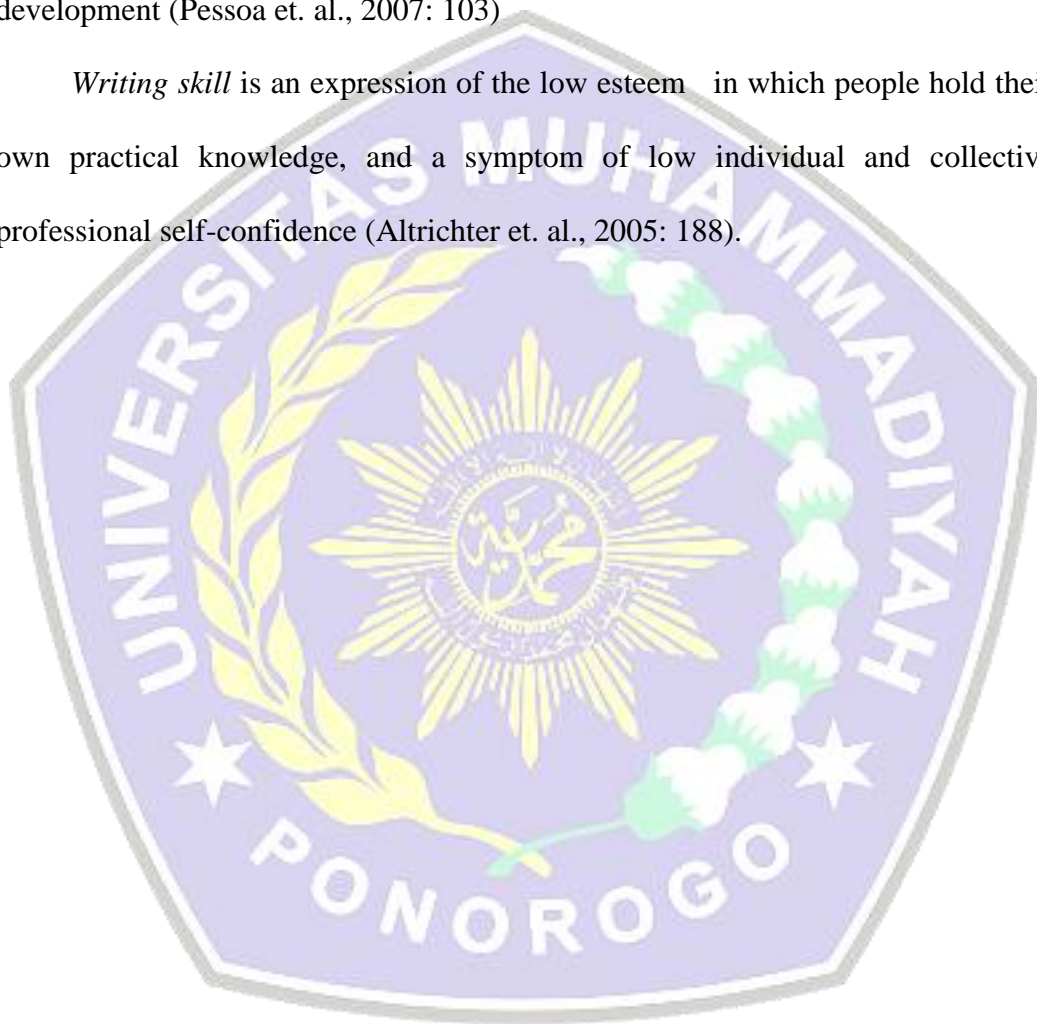 development (Pessoa et. al., 2007: 103)
Writing skill is an expression of the low esteem in which people hold thei
own practical knowledge, and a symptom of low individual and collectiv
professional self-confidence (Altrichter et. al., 2005: 188).
UNIVERSITAS MUHAMMADIYAH
محمدية
PONOROGO